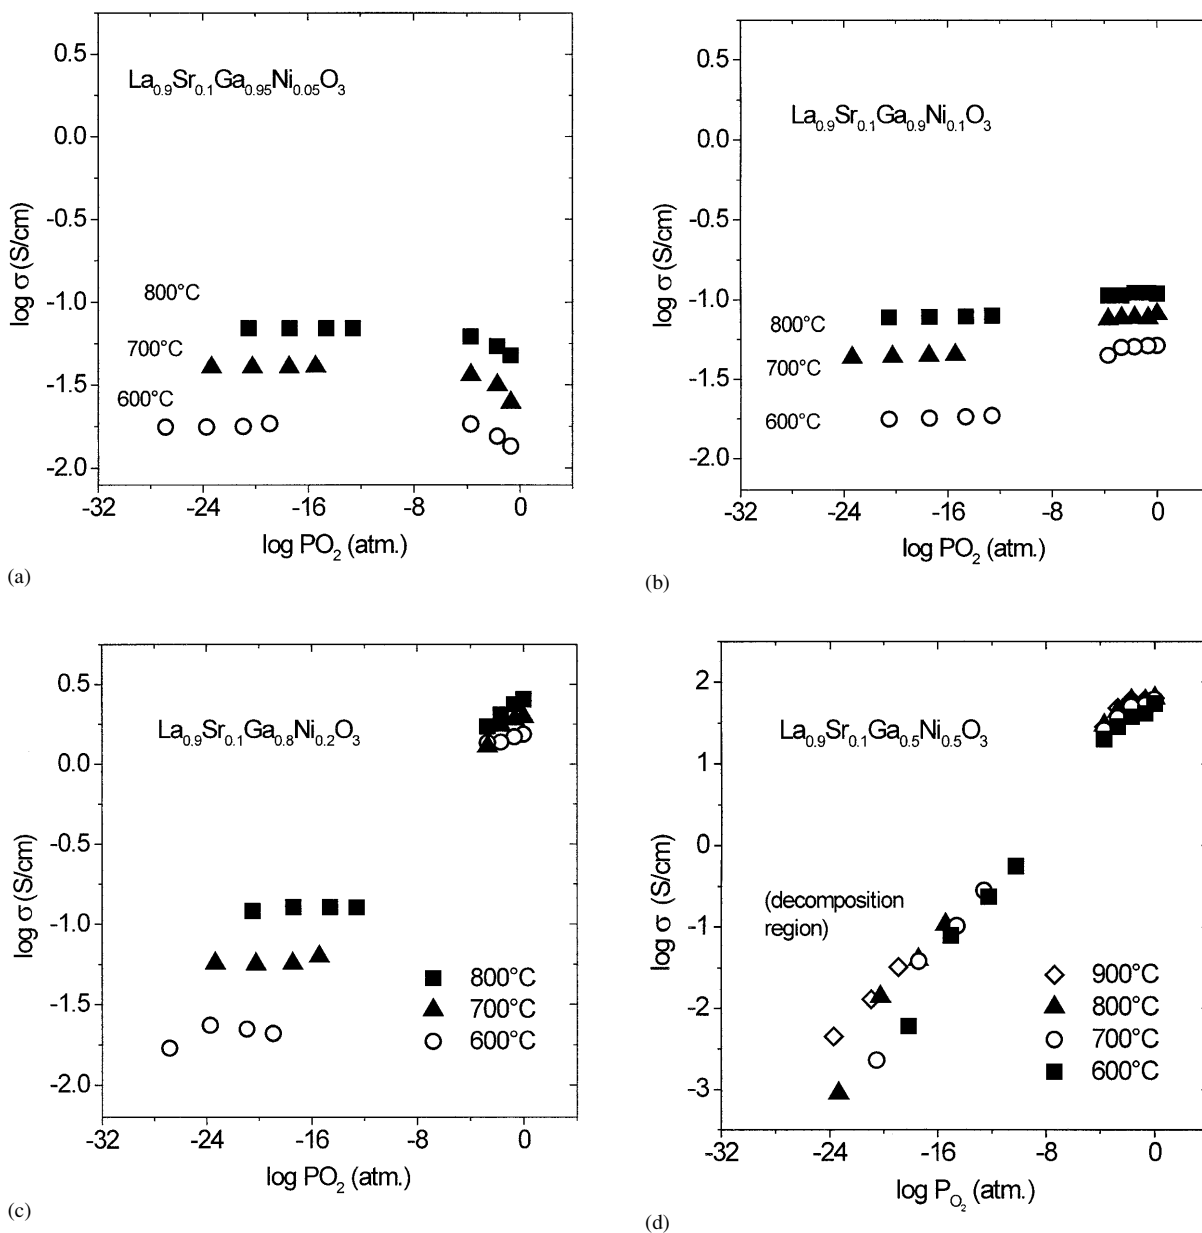 La0.9Sr0.1Ga0.95Ni0.05O3
0.5
0.0
-0.5
-1.0
-1.5
-2.0
log σ (S/cm)
800°C
700°C
600°C
-32 -24 -16 -8 0
log PO2 (atm.)
(a)
La0.9Sr0.1Ga0.9Ni0.1O3
0.5
0.0
-0.5
-1.0
-1.5
-2.0
log σ (S/cm)
800°C
700°C
600°C
-32 -24 -16 -8 0
log PO2 (atm.)
(b)
La0.9Sr0.1Ga0.8Ni0.2O3
0.5
0.0
-0.5
-1.0
-1.5
-2.0
log σ (S/cm)
800°C
700°C
600°C
-32 -24 -16 -8 0
log PO2 (atm.)
(c)
La0.9Sr0.1Ga0.5Ni0.5O3
2
1
0
-1
-2
-3
log σ (S/cm)
(decomposition
region)
900°C
800°C
700°C
600°C
-32 -24 -16 -8 0
log PO2 (atm.)
(d)